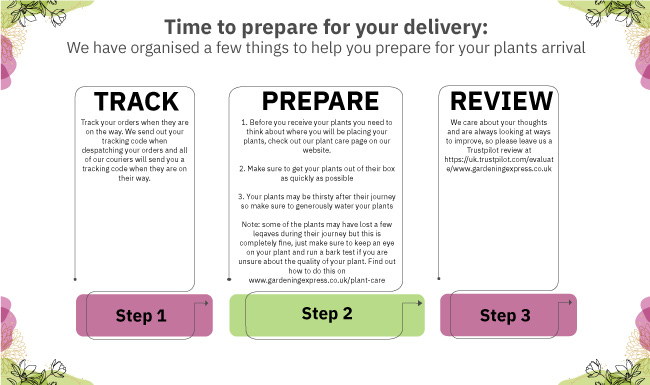 Time to prepare for your delivery:
We have organised a few things to help you prepare for your plants arrival
TRACK
Track your orders when they are
on the way. We send out your
tracking code when
despatching your orders and all
of our couriers will send you a
tracking code when they are on
their way.
PREPARE
1. Before you receive your plants you need to
think about where you will be placing your
plants, check out our plant care page on our
website.
2. Make sure to get your plants out of their box
as quickly as possible
3. Your plants may be thirsty after their journey
so make sure to generously water your plants
Note: some of the plants may have lost a few
leqaves during their journey but this is
completely fine, just make sure to keep an eye
on your plant and run a bark test if you are
unsure about the quality of your plant. Find out
how to do this on
www.gardeningexpress.co.uk/plant-care
REVIEW
We care about your thoughts
and are always looking at ways
to improve, so please leave us a
Trustpilot review at
https://uk.trustpilot.com/evaluat
e/www.gardeningexpress.co.uk
Step 1
Step 2
Step 3